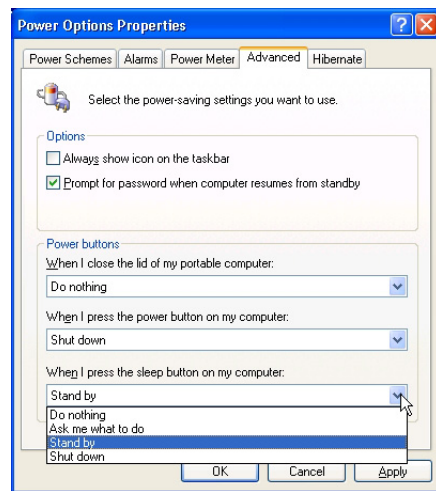 Power Options Properties
Power Schemes Alarms Power Meter Advanced Hibernate
Select the power-saving settings you want to use.
Options
Always show icon on the taskbar
Prompt for password when computer resumes from standby
Power buttons
When I close the lid of my portable computer:
Do nothing
When I press the power button on my computer:
Shut down
When I press the sleep button on my computer:
Stand by
Do nothing
Ask me what to do
Stand by
Shut down
OK Cancel Apply